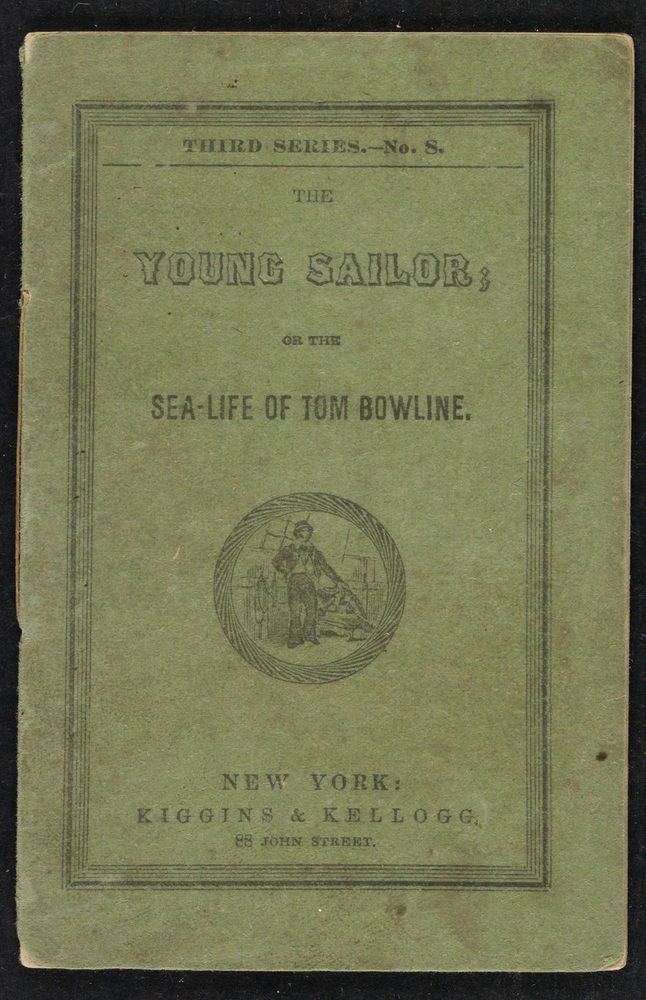 THIRD SERIES.—No. 8.
THE
YOUNG SAILOR;
OR THE
SEA-LIFE OF TOM BOWLINE.
NEW YORK:
KIGGINS & KELLOGG,
88 JOHN STREET.